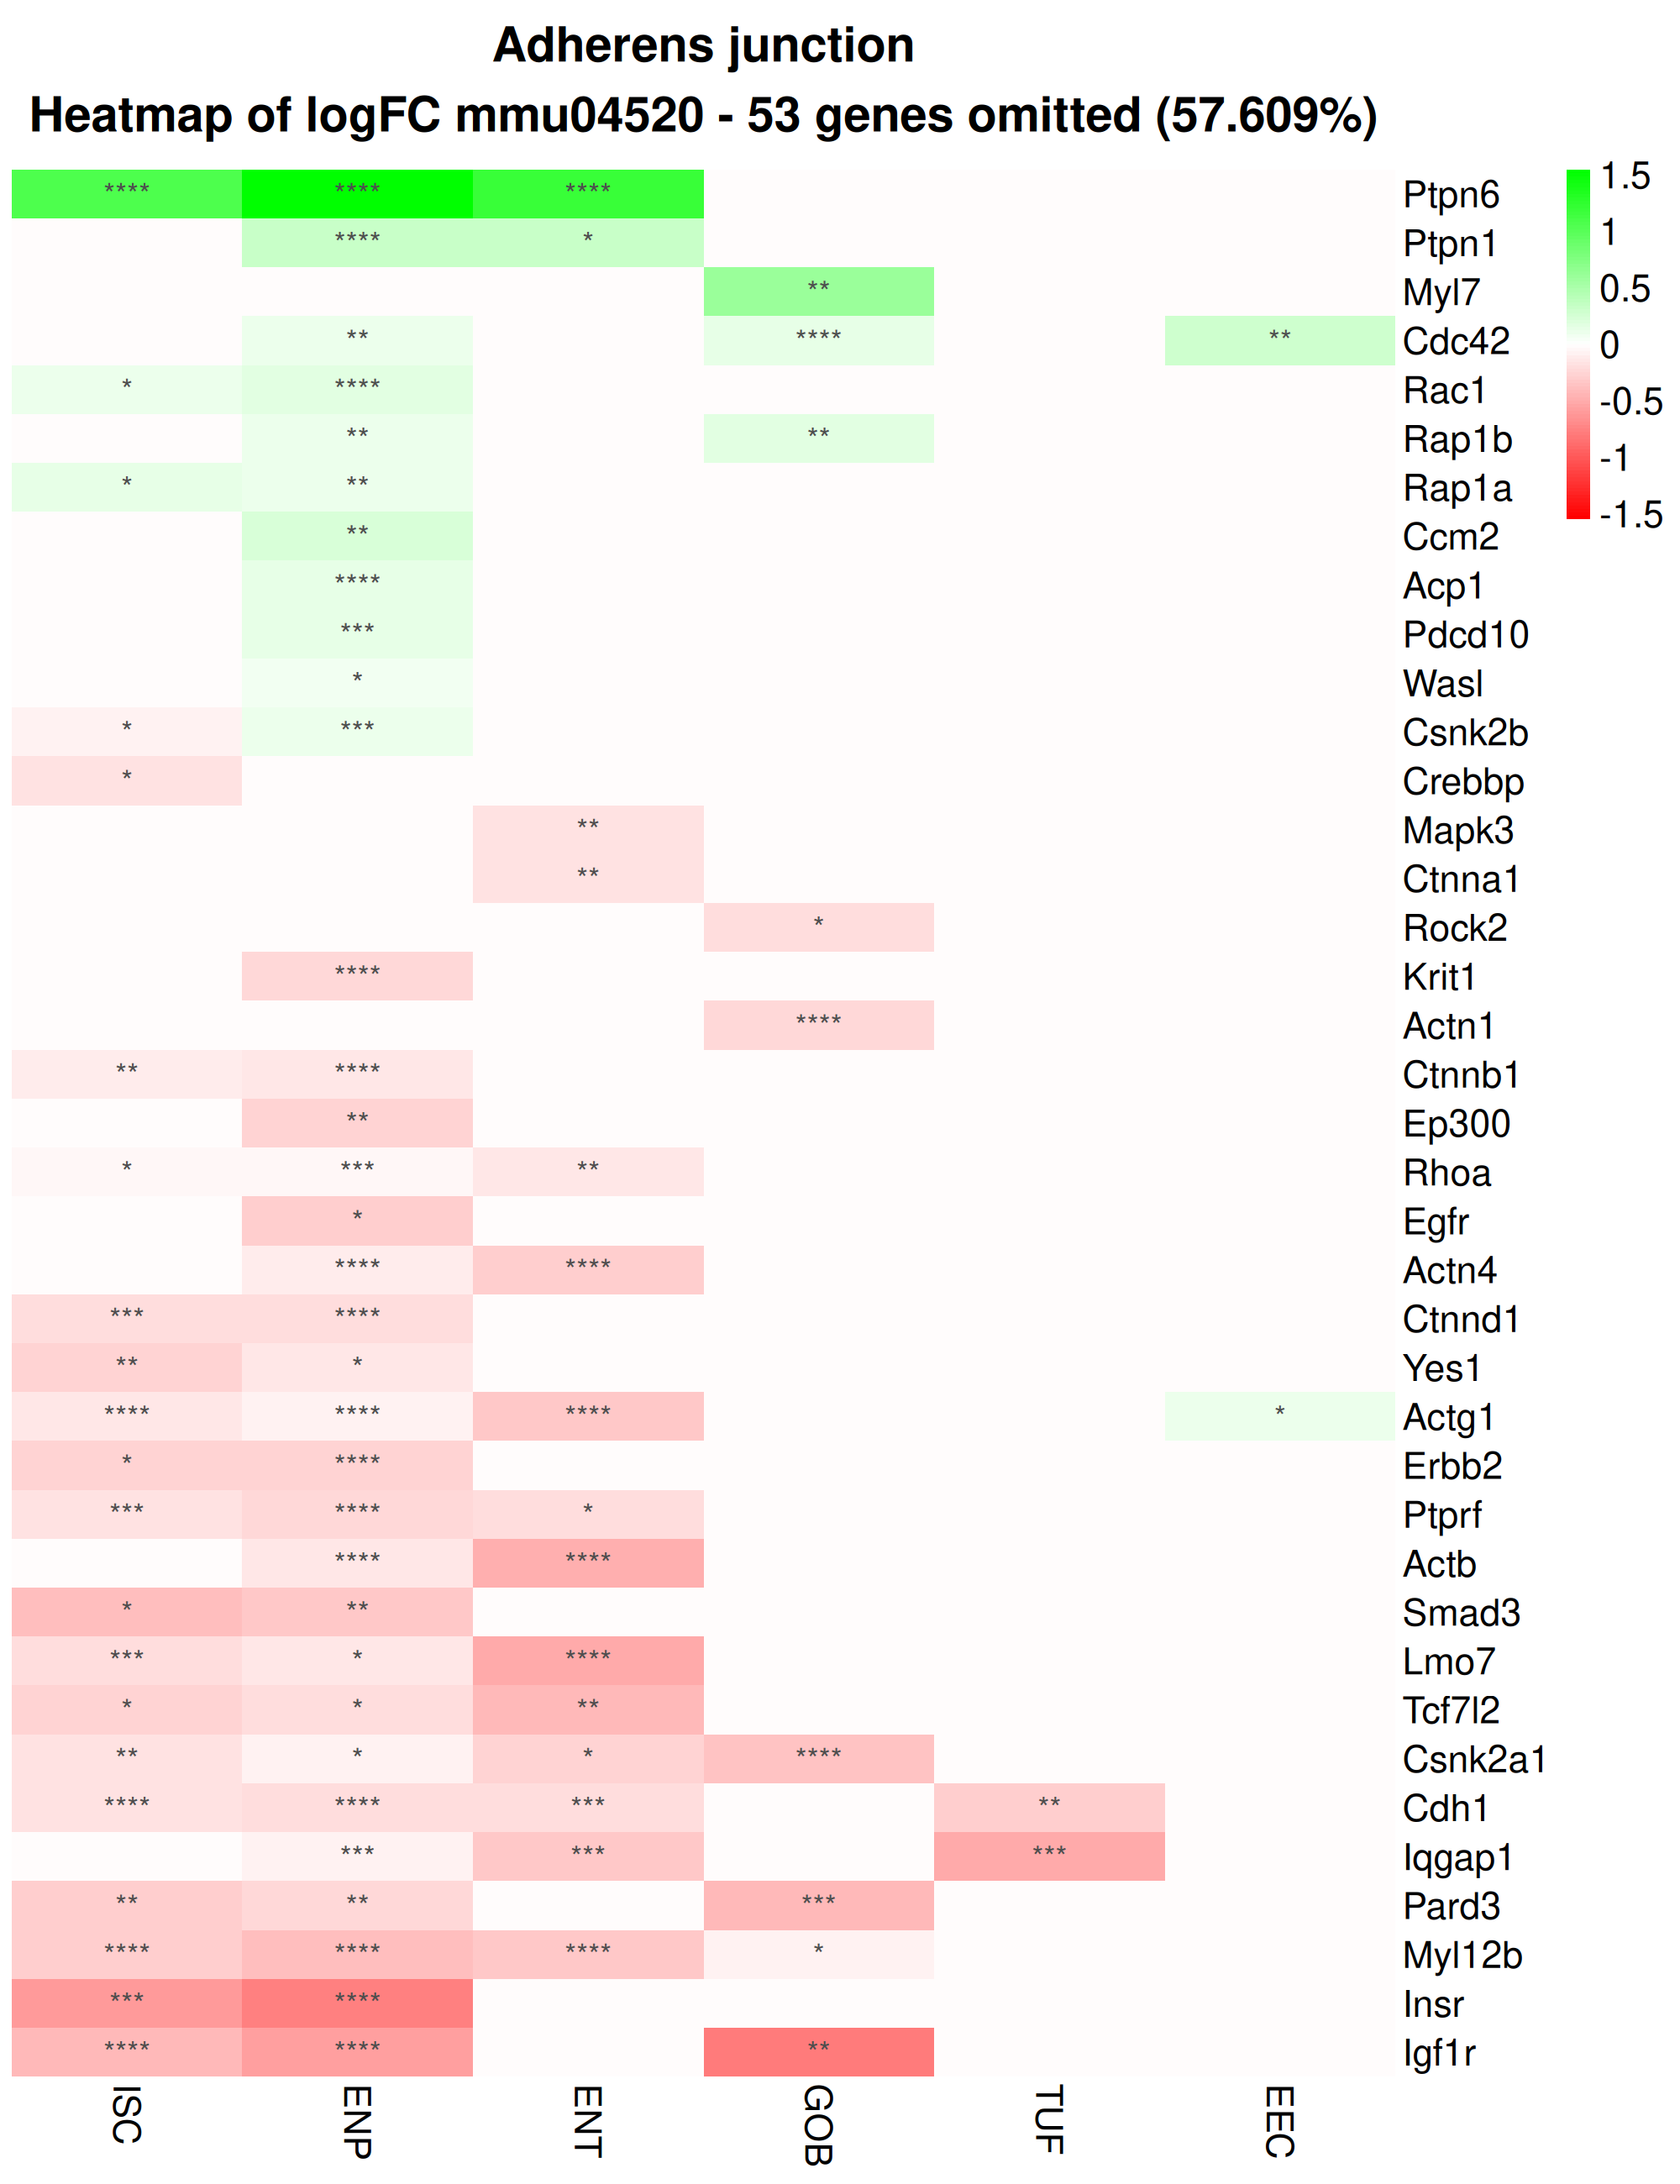 Adherens junction
Heatmap of logFC mmu04520 - 53 genes omitted (57.609%)
1.5
1
0.5
0
-0.5
-1
-1.5
**** **** **** Ptpn6
**** * Ptpn1
** Myl7
** **** ** Cdc42
* **** Rac1
** ** Rap1b
* ** Rap1a
** Ccm2
**** Acp1
*** Pdcd10
* Wasl
* *** Csnk2b
* Crebbp
** Mapk3
** Ctnna1
* Rock2
**** Krit1
**** Actn1
** **** Ctnnb1
** Ep300
* *** ** Rhoa
* Egfr
**** **** Actn4
*** **** Ctnnd1
** * Yes1
**** **** **** * Actg1
* **** Erbb2
*** **** * Ptprf
**** **** Actb
* ** Smad3
*** * **** Lmo7
* * ** Tcf7l2
** * * **** Csnk2a1
**** **** *** ** Cdh1
*** *** *** Iqgap1
** ** *** Pard3
**** **** **** * Myl12b
*** **** Insr
**** **** ** Igf1r
ISC
ENP
ENT
GOB
TUF
EEC